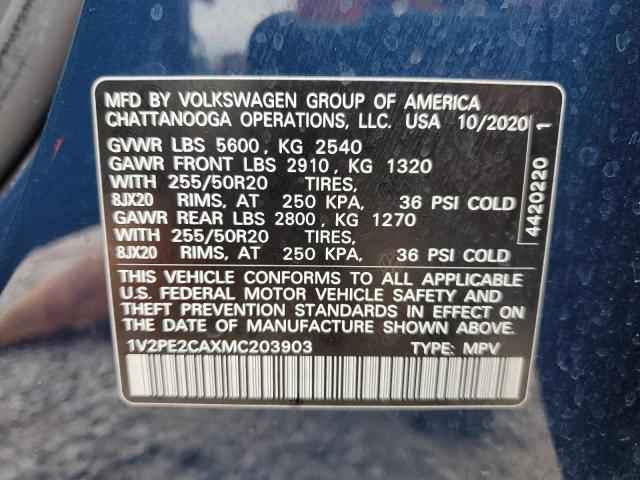 MFD BY VOLKSWAGEN GROUP OF AMERICA
CHATTANOOGA OPERATIONS, LLC. USA 10/2020
GVWR LBS 5600, KG 2540
GAWR FRONT LBS 2910, KG 1320
WITH 255/50R20 TIRES,
8JX20 RIMS, AT 250 KPA, 36 PSI COLD
GAWR REAR LBS 2800, KG 1270
WITH 255/50R20 TIRES,
8JX20 RIMS, AT 250 KPA, 36 PSI COLD
THIS VEHICLE CONFORMS TO ALL APPLICABLE
U.S. FEDERAL MOTOR VEHICLE SAFETY AND
THEFT PREVENTION STANDARDS IN EFFECT ON
THE DATE OF MANUFACTURE SHOWN ABOVE.
1V2PE2CAXMC203903 TYPE: MPV
4420220 1